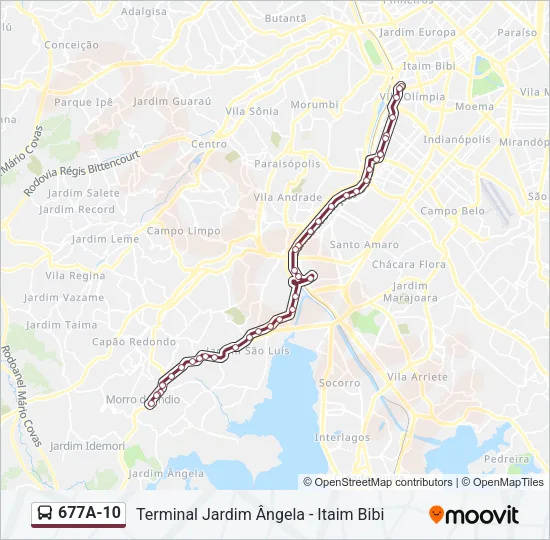 Pinheiros
Paraíso
Conceição
Jardim Europa
Itaim Bibi
Parque Ipê
Jardim Guaraú
Vila Olímpia
Mário Covas
Vila Sônia
Morumbi
Moema
Rodovia Régis Bittencourt
Centro
Indianópolis
Mirandópolis
Paraisópolis
Jardim Salete
Vila Andrade
Jardim Record
Campo Belo
Jardim Leme
Campo Limpo
Santo Amaro
Vila Regina
Chácara Flora
Jardim Vazame
Jardim Marajoara
Jardim Taima
Capão Redondo
Jardim São Luís
Rodoanel Mário Covas
Vila Arriete
Socorro
Morro do Índio
Interlagos
Jardim Idemori
Pedreira
Jardim Ângela
© OpenStreetMap contributors | © OpenMapTiles
677A-10
Terminal Jardim Ângela - Itaim Bibi
moovit